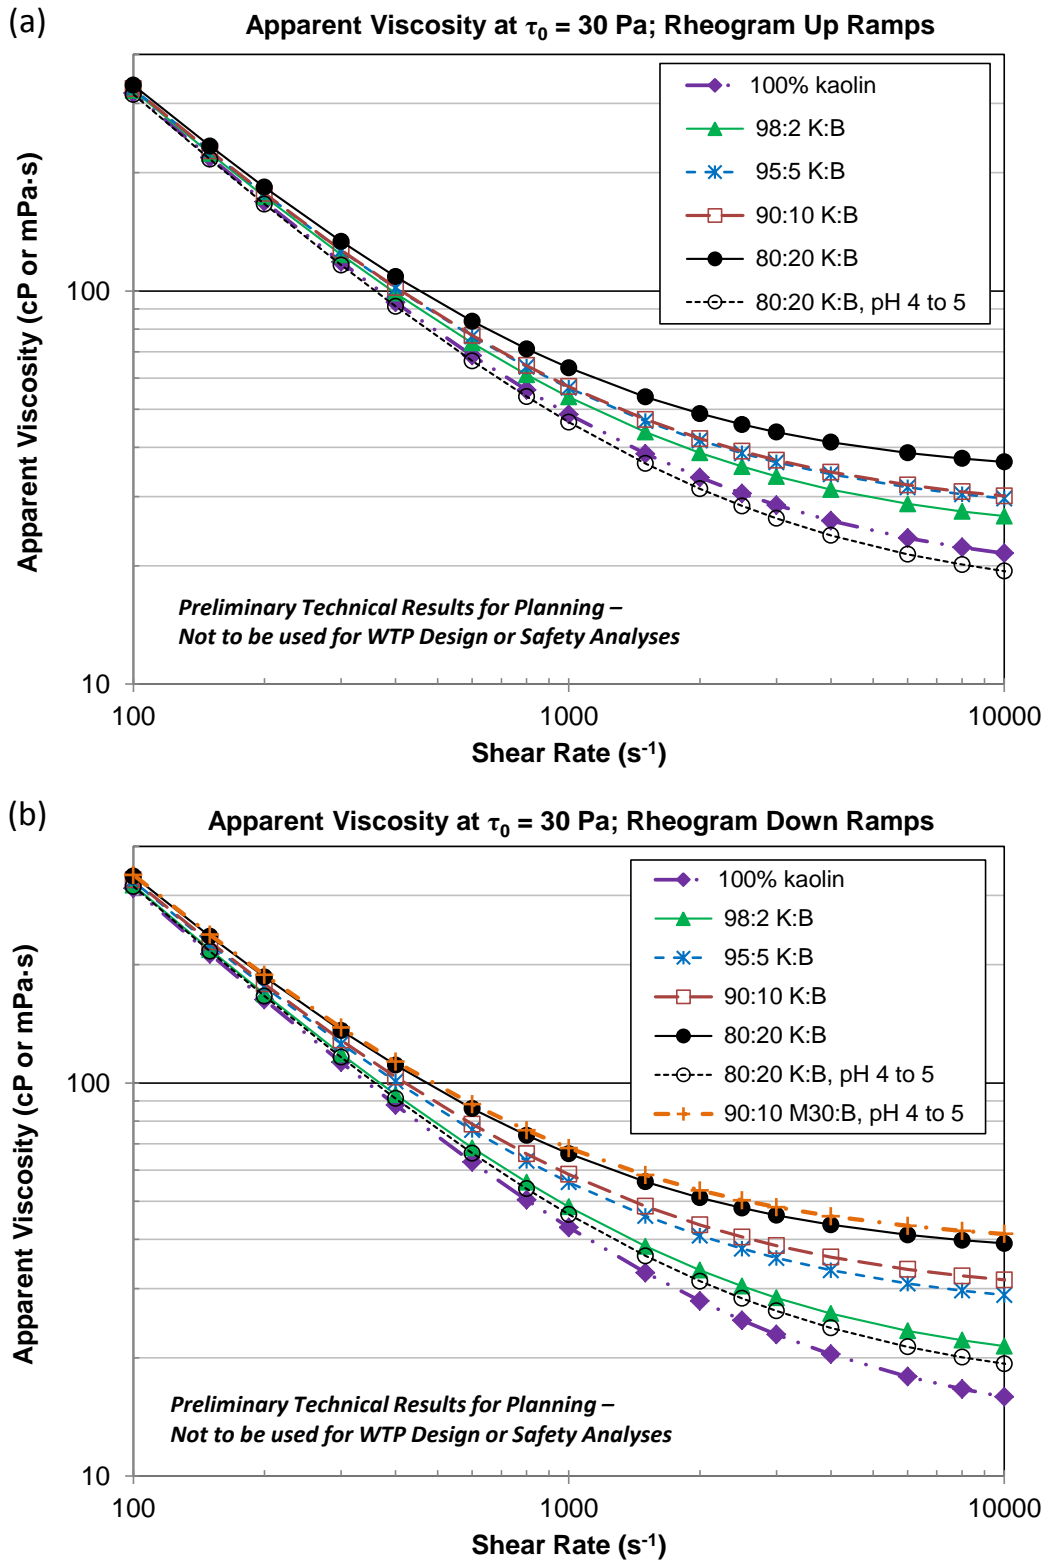 (a)
Apparent Viscosity at τ₀ = 30 Pa; Rheogram Up Ramps
Apparent Viscosity (cP or mPa·s)
100% kaolin
98:2 K:B
95:5 K:B
90:10 K:B
80:20 K:B
80:20 K:B, pH 4 to 5
100
10
Preliminary Technical Results for Planning –
Not to be used for WTP Design or Safety Analyses
100 1000 10000
Shear Rate (s⁻¹)
(b)
Apparent Viscosity at τ₀ = 30 Pa; Rheogram Down Ramps
Apparent Viscosity (cP or mPa·s)
100% kaolin
98:2 K:B
95:5 K:B
90:10 K:B
80:20 K:B
80:20 K:B, pH 4 to 5
90:10 M30:B, pH 4 to 5
100
10
Preliminary Technical Results for Planning –
Not to be used for WTP Design or Safety Analyses
100 1000 10000
Shear Rate (s⁻¹)